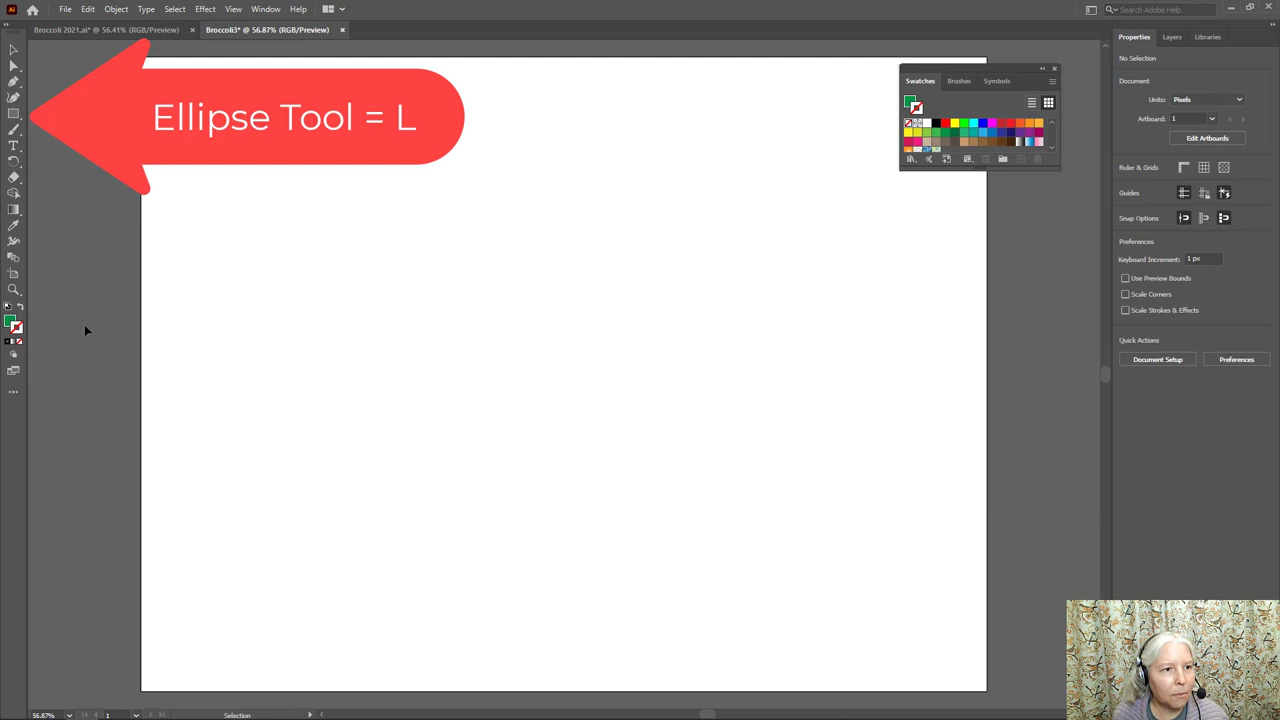 Ai File Edit Object Type Select Effect View Window Help
Search Adobe Help
Broccoli 2021.ai* @ 56.41% (RGB/Preview) × Broccoli3* @ 56.87% (RGB/Preview) ×
Ellipse Tool = L
Swatches Brushes Symbols
Properties Layers Libraries
No Selection
Document
Units: Pixels
Artboard: 1
Edit Artboards
Ruler & Grids
Guides
Snap Options
Preferences
Keyboard Increment: 1 px
Use Preview Bounds
Scale Corners
Scale Strokes & Effects
Quick Actions
Document Setup Preferences
56.87% 1 Selection